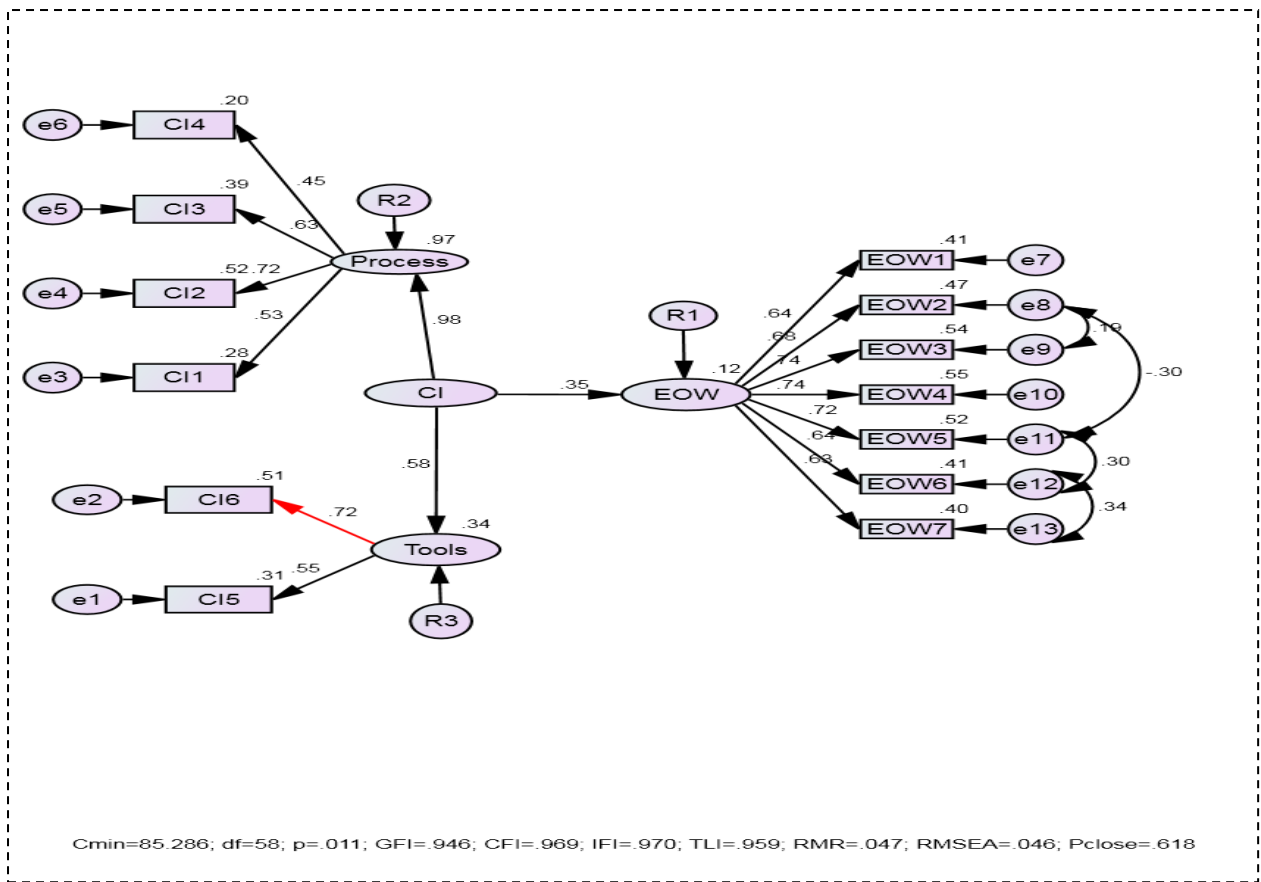 .20
e6 CI4
.45
.39
e5 CI3
.63
R2
.97
Process
.52 .72
e4 CI2
.53
.98
.28
e3 CI1
CI
.35
R1
.12
EOW
.58
.51
e2 CI6
.72
.34
Tools
.31 .55
e1 CI5
R3
.41
EOW1 e7
.64
.47
EOW2 e8
.68
.19
.54
EOW3 e9
.74
-.30
.55
EOW4 e10
.74
.72
.52
EOW5 e11
.64
.41
.30
EOW6 e12
.63
.40
.34
EOW7 e13
Cmin=85.286; df=58; p=.011; GFI=.946; CFI=.969; IFI=.970; TLI=.959; RMR=.047; RMSEA=.046; Pclose=.618